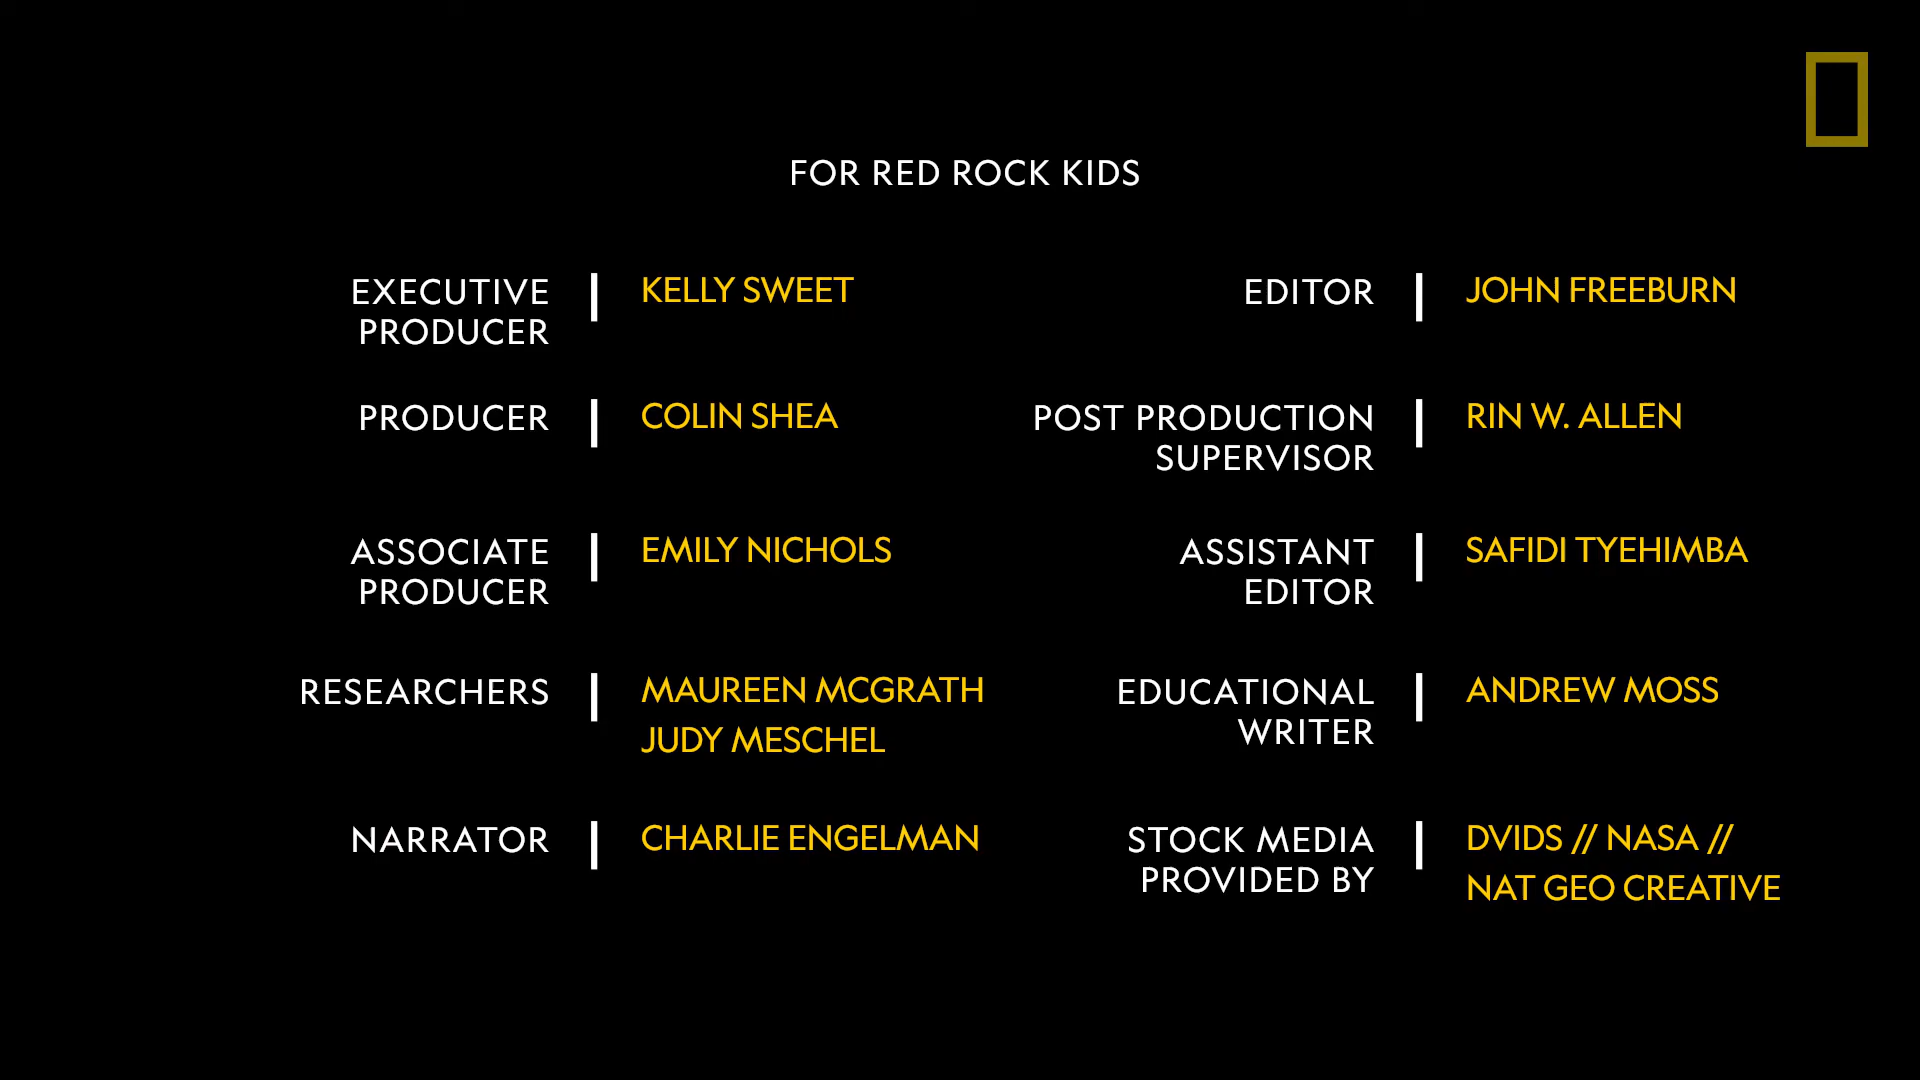 FOR RED ROCK KIDS
EXECUTIVE
PRODUCER
KELLY SWEET
PRODUCER
COLIN SHEA
ASSOCIATE
PRODUCER
EMILY NICHOLS
RESEARCHERS
MAUREEN MCGRATH
JUDY MESCHEL
NARRATOR
CHARLIE ENGELMAN
EDITOR
JOHN FREEBURN
POST PRODUCTION
SUPERVISOR
RIN W. ALLEN
ASSISTANT
EDITOR
SAFIDI TYEHIMBA
EDUCATIONAL
WRITER
ANDREW MOSS
STOCK MEDIA
PROVIDED BY
DVIDS // NASA //
NAT GEO CREATIVE